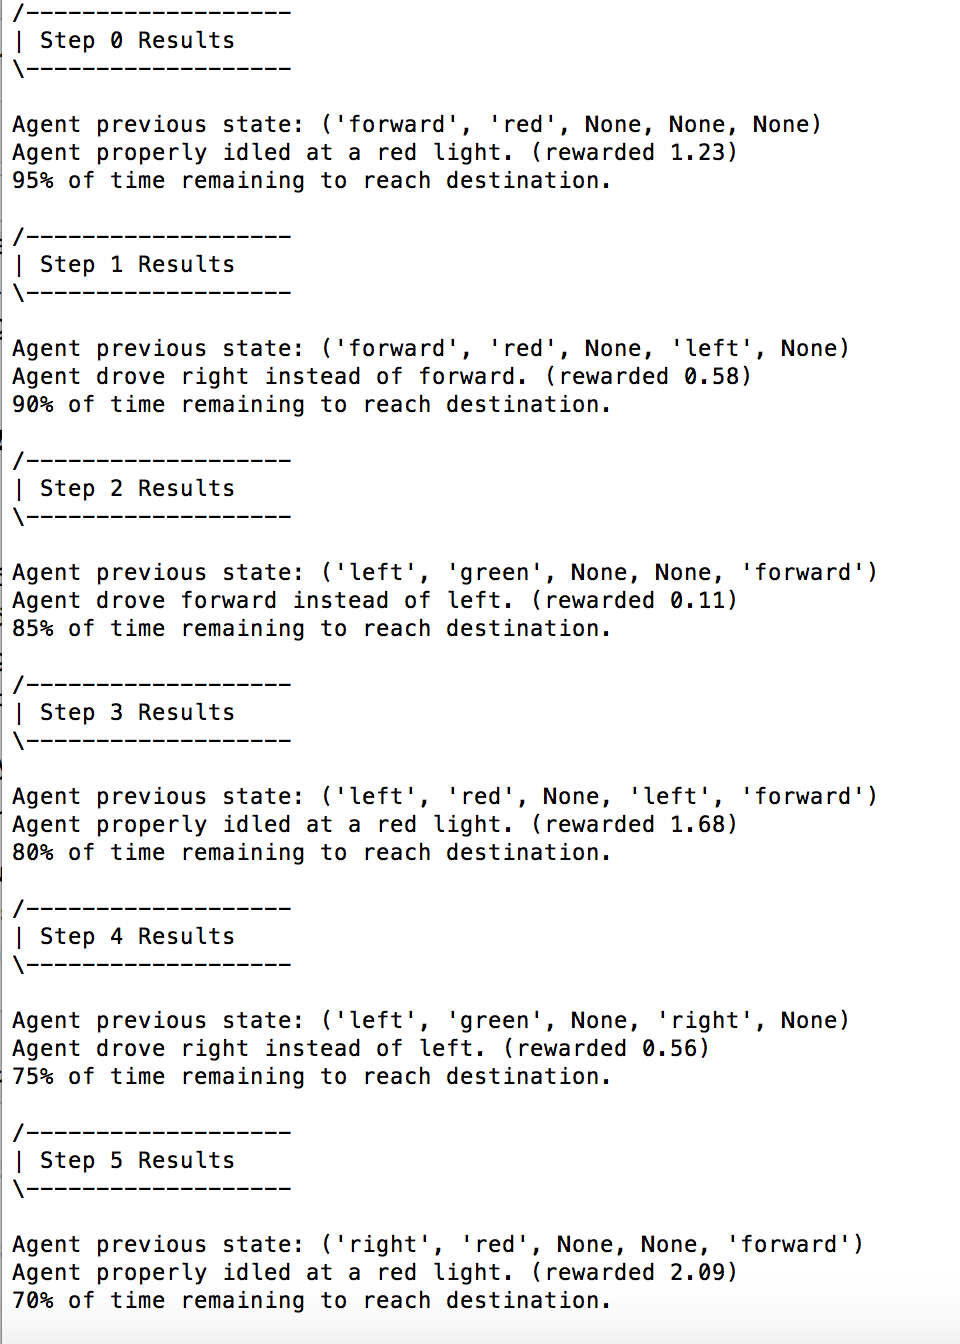 /-------------------
| Step 0 Results
\-------------------
Agent previous state: ('forward', 'red', None, None, None)
Agent properly idled at a red light. (rewarded 1.23)
95% of time remaining to reach destination.
/-------------------
| Step 1 Results
\-------------------
Agent previous state: ('forward', 'red', None, 'left', None)
Agent drove right instead of forward. (rewarded 0.58)
90% of time remaining to reach destination.
/-------------------
| Step 2 Results
\-------------------
Agent previous state: ('left', 'green', None, None, 'forward')
Agent drove forward instead of left. (rewarded 0.11)
85% of time remaining to reach destination.
/-------------------
| Step 3 Results
\-------------------
Agent previous state: ('left', 'red', None, 'left', 'forward')
Agent properly idled at a red light. (rewarded 1.68)
80% of time remaining to reach destination.
/-------------------
| Step 4 Results
\-------------------
Agent previous state: ('left', 'green', None, 'right', None)
Agent drove right instead of left. (rewarded 0.56)
75% of time remaining to reach destination.
/-------------------
| Step 5 Results
\-------------------
Agent previous state: ('right', 'red', None, None, 'forward')
Agent properly idled at a red light. (rewarded 2.09)
70% of time remaining to reach destination.